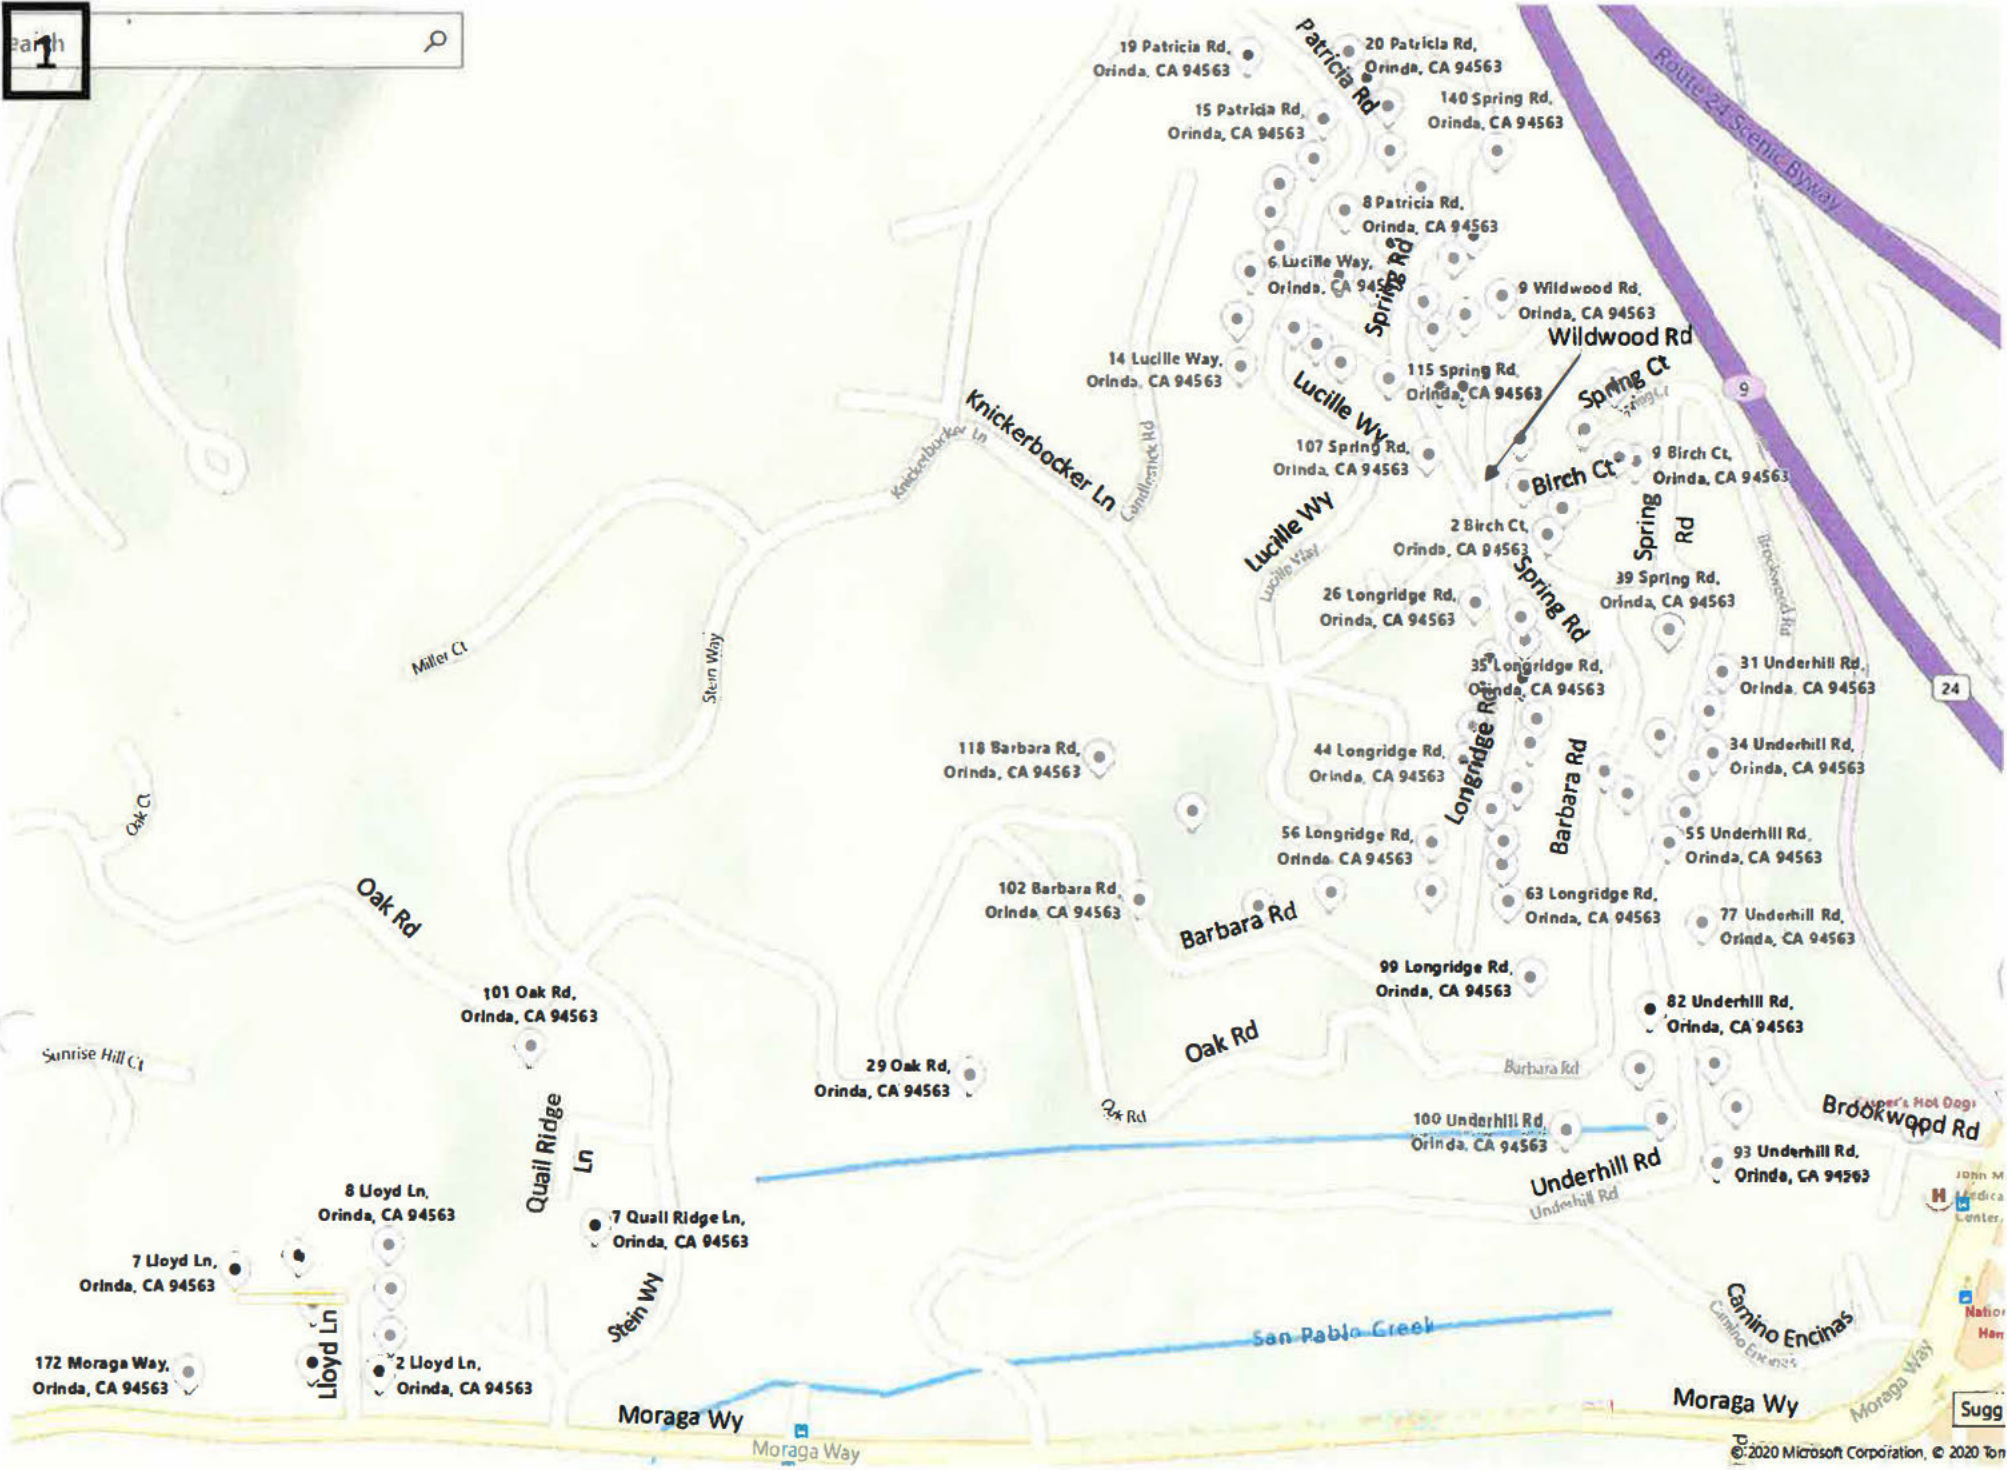 1
19 Patricia Rd,
Orinda, CA 94563
Patricia Rd
20 Patricia Rd,
Orinda, CA 94563
Route 24 Scenic Byway
15 Patricia Rd,
Orinda, CA 94563
140 Spring Rd,
Orinda, CA 94563
8 Patricia Rd,
Orinda, CA 94563
Spring Rd
6 Lucille Way,
Orinda, CA
9 Wildwood Rd,
Orinda, CA 94563
Wildwood Rd
14 Lucille Way,
Orinda, CA 94563
115 Spring Rd,
Orinda, CA 94563
Spring Ct
9
Lucille Wy
Knickerbocker Ln
Knickerbocker Ln
Candlestick Rd
107 Spring Rd,
Orinda, CA 94563
Birch Ct
9 Birch Ct,
Orinda, CA 94563
Lucille Wy
Lucille Way
2 Birch Ct,
Orinda, CA 94563
Spring
Rd
Brookwood Rd
Spring Rd
39 Spring Rd,
Orinda, CA 94563
26 Longridge Rd,
Orinda, CA 94563
Miller Ct
Stein Way
35 Longridge Rd,
Orinda, CA 94563
31 Underhill Rd,
Orinda, CA 94563
24
118 Barbara Rd,
Orinda, CA 94563
44 Longridge Rd,
Orinda, CA 94563
Longridge Rd
Barbara Rd
34 Underhill Rd,
Orinda, CA 94563
Oak Ct
56 Longridge Rd,
Orinda CA 94563
55 Underhill Rd,
Orinda, CA 94563
Oak Rd
102 Barbara Rd,
Orinda, CA 94563
Barbara Rd
63 Longridge Rd,
Orinda, CA 94563
77 Underhill Rd,
Orinda, CA 94563
101 Oak Rd,
Orinda, CA 94563
99 Longridge Rd,
Orinda, CA 94563
82 Underhill Rd,
Orinda, CA 94563
Sunrise Hill Ct
29 Oak Rd,
Orinda, CA 94563
Oak Rd
Barbara Rd
Oak Rd
Quail Ridge
Ln
100 Underhill Rd,
Orinda, CA 94563
Hot Dogs
Brookwood Rd
93 Underhill Rd,
Orinda, CA 94563
Underhill Rd
Underhill Rd
John M
Medica
Center,
H
8 Lloyd Ln,
Orinda, CA 94563
7 Quail Ridge Ln,
Orinda, CA 94563
7 Lloyd Ln,
Orinda, CA 94563
Stein Wy
San Pablo Creek
Camino Encinas
Camino Encinas
Lloyd Ln
172 Moraga Way,
Orinda, CA 94563
2 Lloyd Ln,
Orinda, CA 94563
Moraga Wy
Moraga Way
Moraga Wy
Moraga Way
Sugg
© 2020 Microsoft Corporation, © 2020 Tom